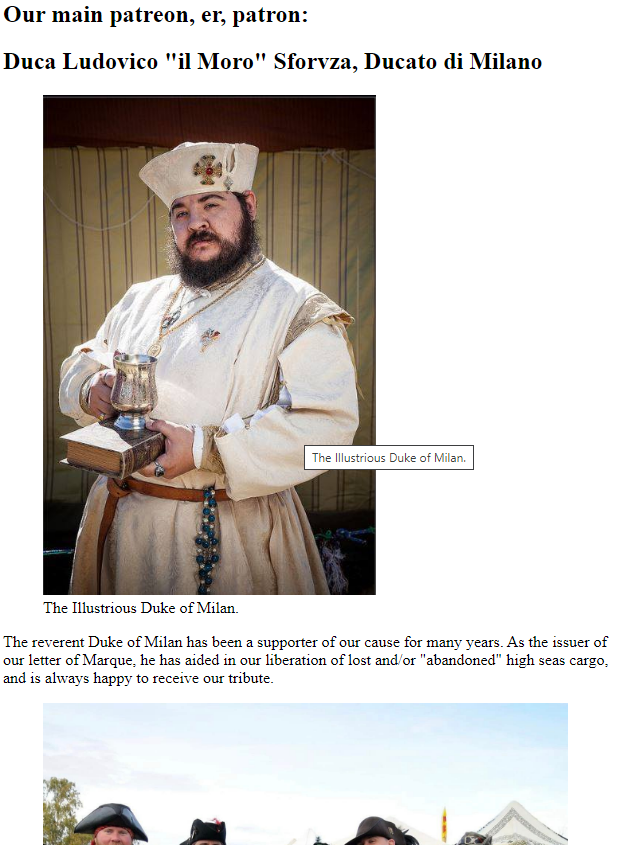 Our main patreon, er, patron:
Duca Ludovico "il Moro" Sforvza, Ducato di Milano
The Illustrious Duke of Milan.
The Illustrious Duke of Milan.
The reverent Duke of Milan has been a supporter of our cause for many years. As the issuer of
our letter of Marque, he has aided in our liberation of lost and/or "abandoned" high seas cargo,
and is always happy to receive our tribute.